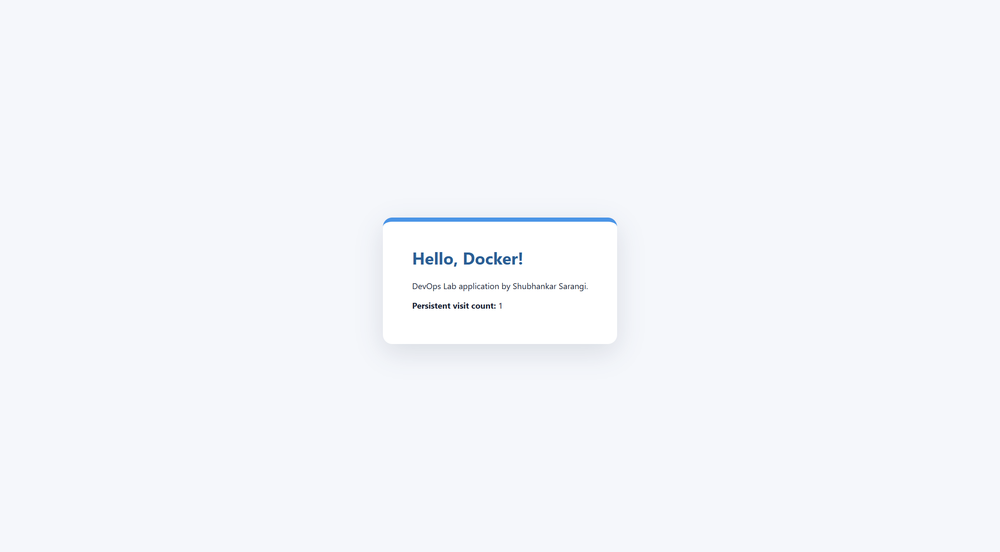 Hello, Docker!
DevOps Lab application by Shubhankar Sarangi.
Persistent visit count: 1